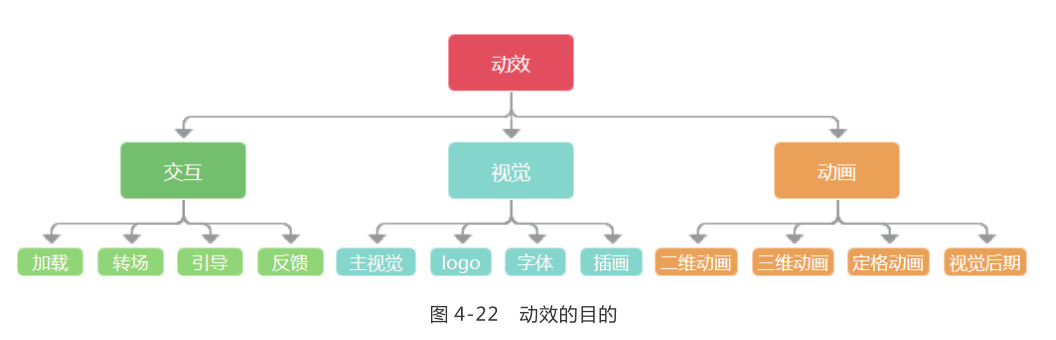 动效
交互 视觉 动画
加载 转场 引导 反馈 主视觉 logo 字体 插画 二维动画 三维动画 定格动画 视觉后期
图 4-22 动效的目的